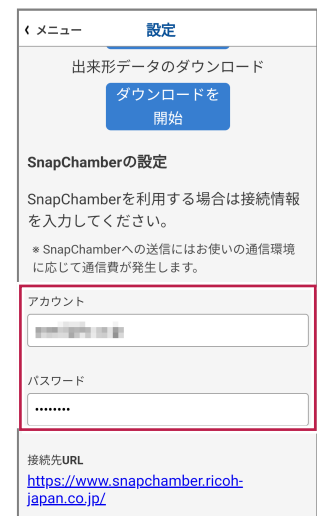 ‹ メニュー 設定
出来形データのダウンロード
ダウンロードを
開始
SnapChamberの設定
SnapChamberを利用する場合は接続情報
を入力してください。
※ SnapChamberへの送信にはお使いの通信環境
に応じて通信費が発生します。
アカウント
パスワード
••••••••
接続先URL
https://www.snapchamber.ricoh-
japan.co.jp/